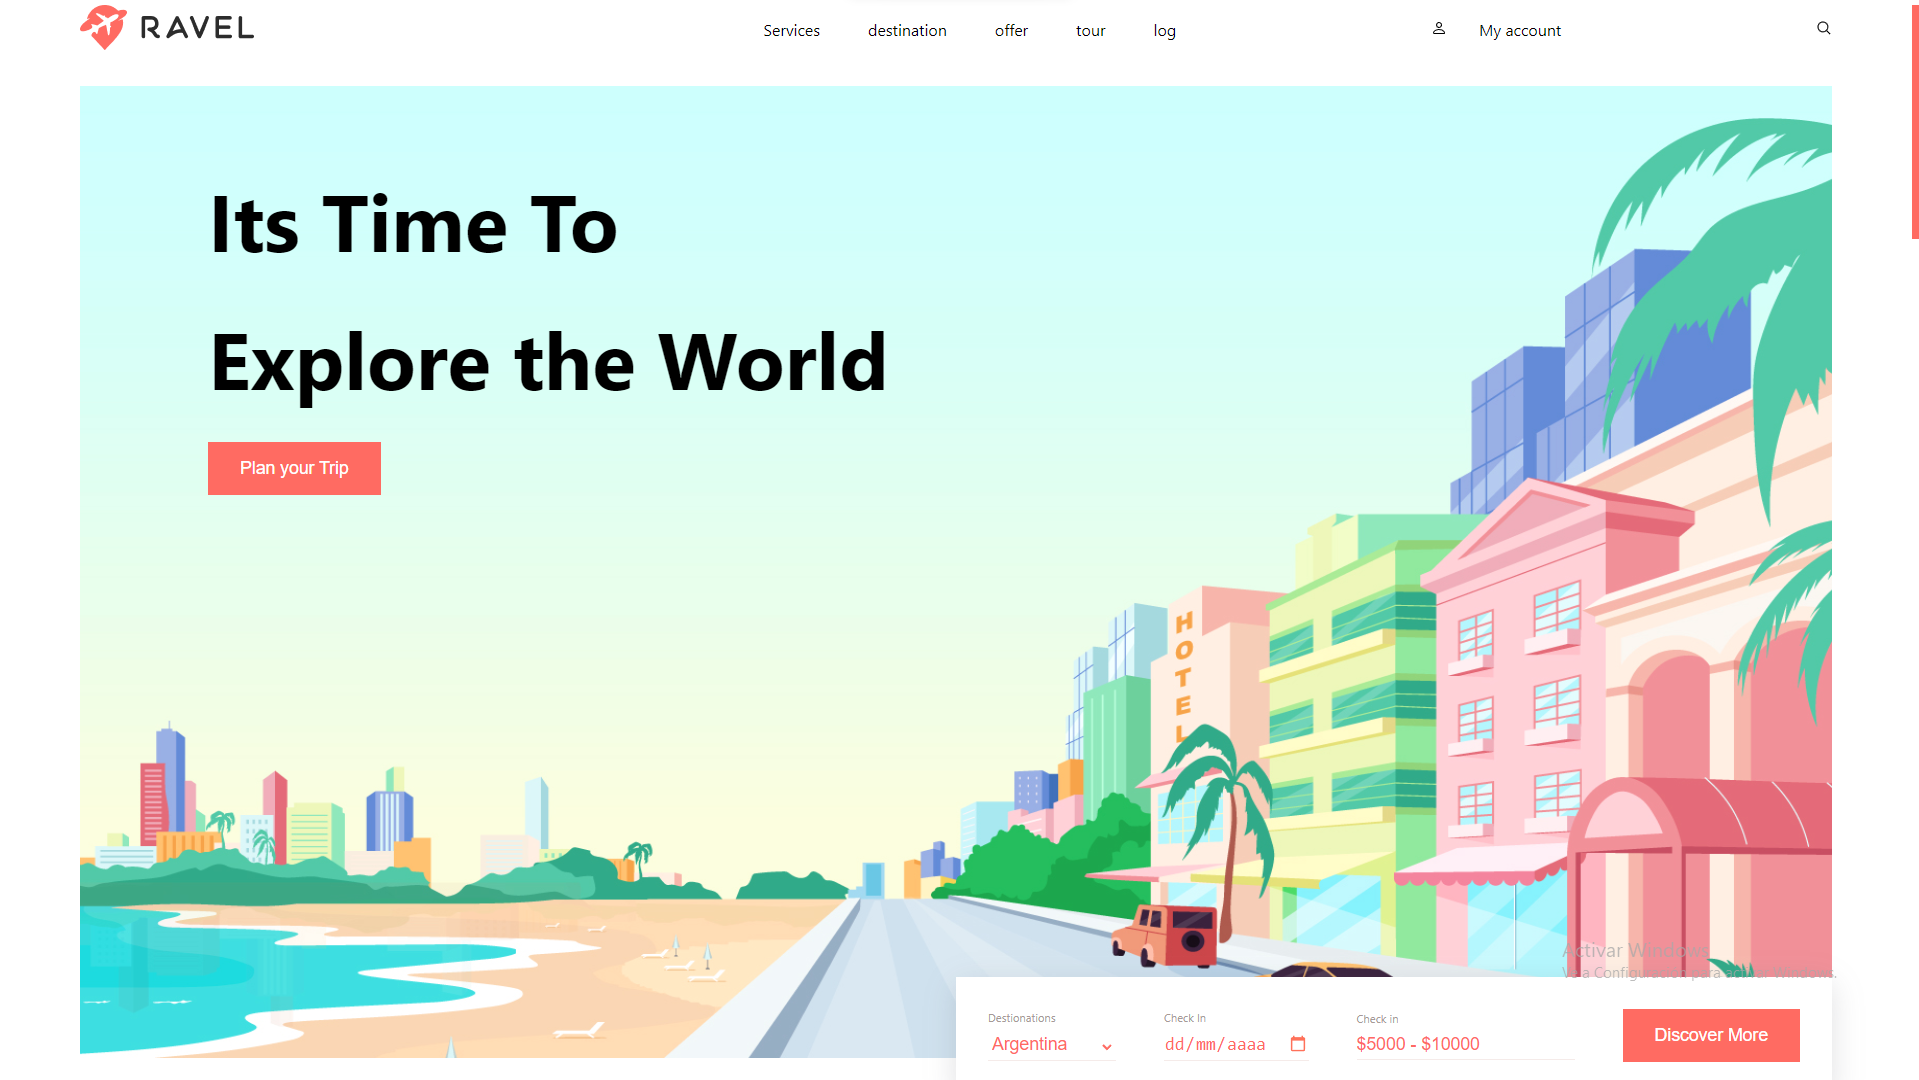 RAVEL
Services destination offer tour log
My account
Its Time To
Explore the World
Plan your Trip
HOTEL
Activar Windows
Ve a Configuración para activar Windows.
Destionations Check In Check in
Argentina dd/mm/aaaa $5000 - $10000
Discover More